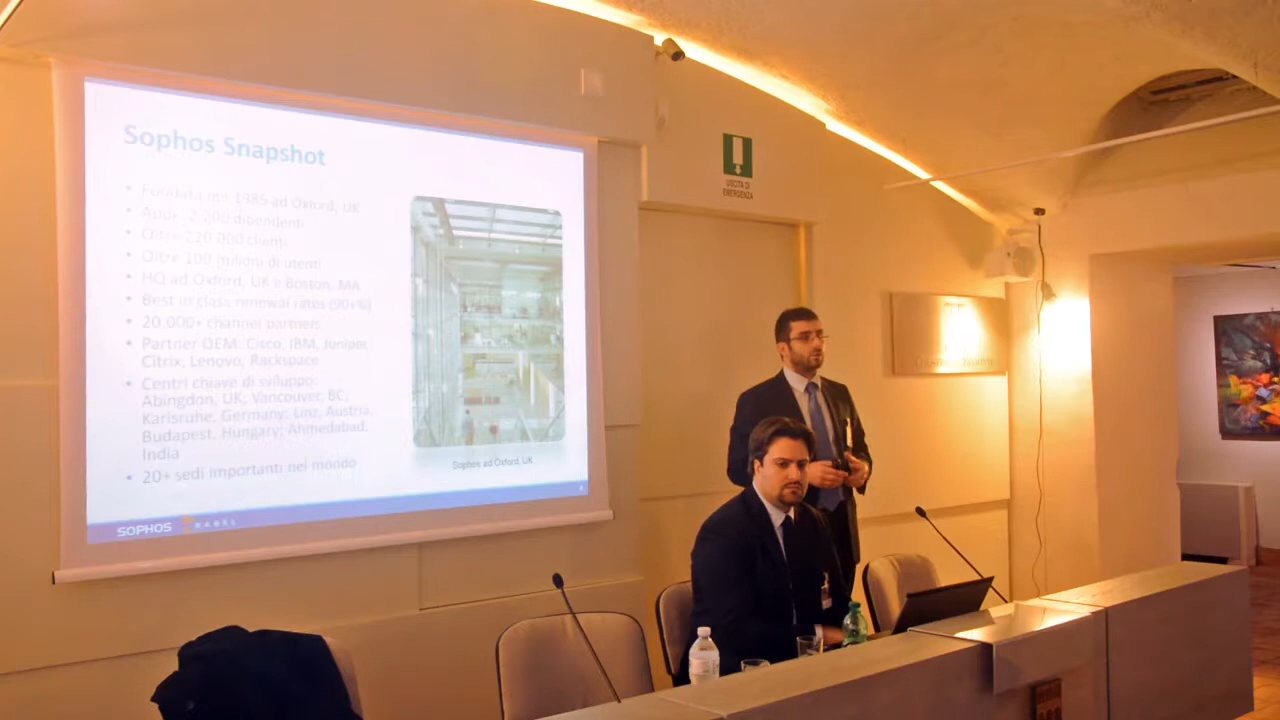 Sophos Snapshot
• Fondata nel 1985 ad Oxford, UK
• 2.200 dipendenti
• Oltre 220.000 clienti
• Oltre 100 milioni di utenti
• HQ ad Oxford, UK e Boston, MA
• Best in class renewal rates (90+%)
• 20.000+ channel partners
• Partner OEM: Cisco, IBM, Juniper,
Citrix, Lenovo, Rackspace
• Centri chiave di sviluppo:
Abingdon, UK; Vancouver, BC;
Karlsruhe, Germany; Linz, Austria,
Budapest, Hungary; Ahmedabad,
India
• 20+ sedi importanti nel mondo
Sophos ad Oxford, UK
SOPHOS BABEL
USCITA DI
EMERGENZA